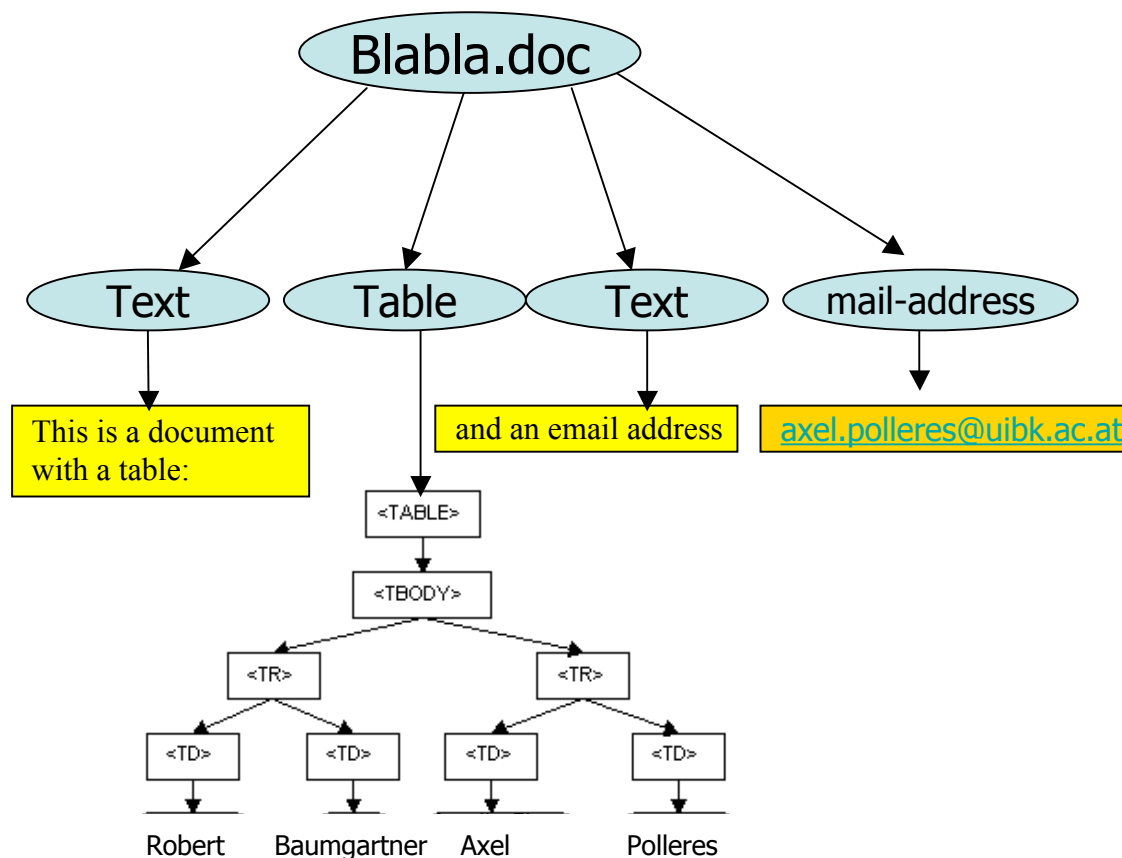 Blabla.doc
Text
Table
Text
mail-address
This is a document
with a table:
and an email address
axel.polleres@uibk.ac.at
<TABLE>
<TBODY>
<TR>
<TR>
<TD>
<TD>
<TD>
<TD>
Robert
Baumgartner
Axel
Polleres